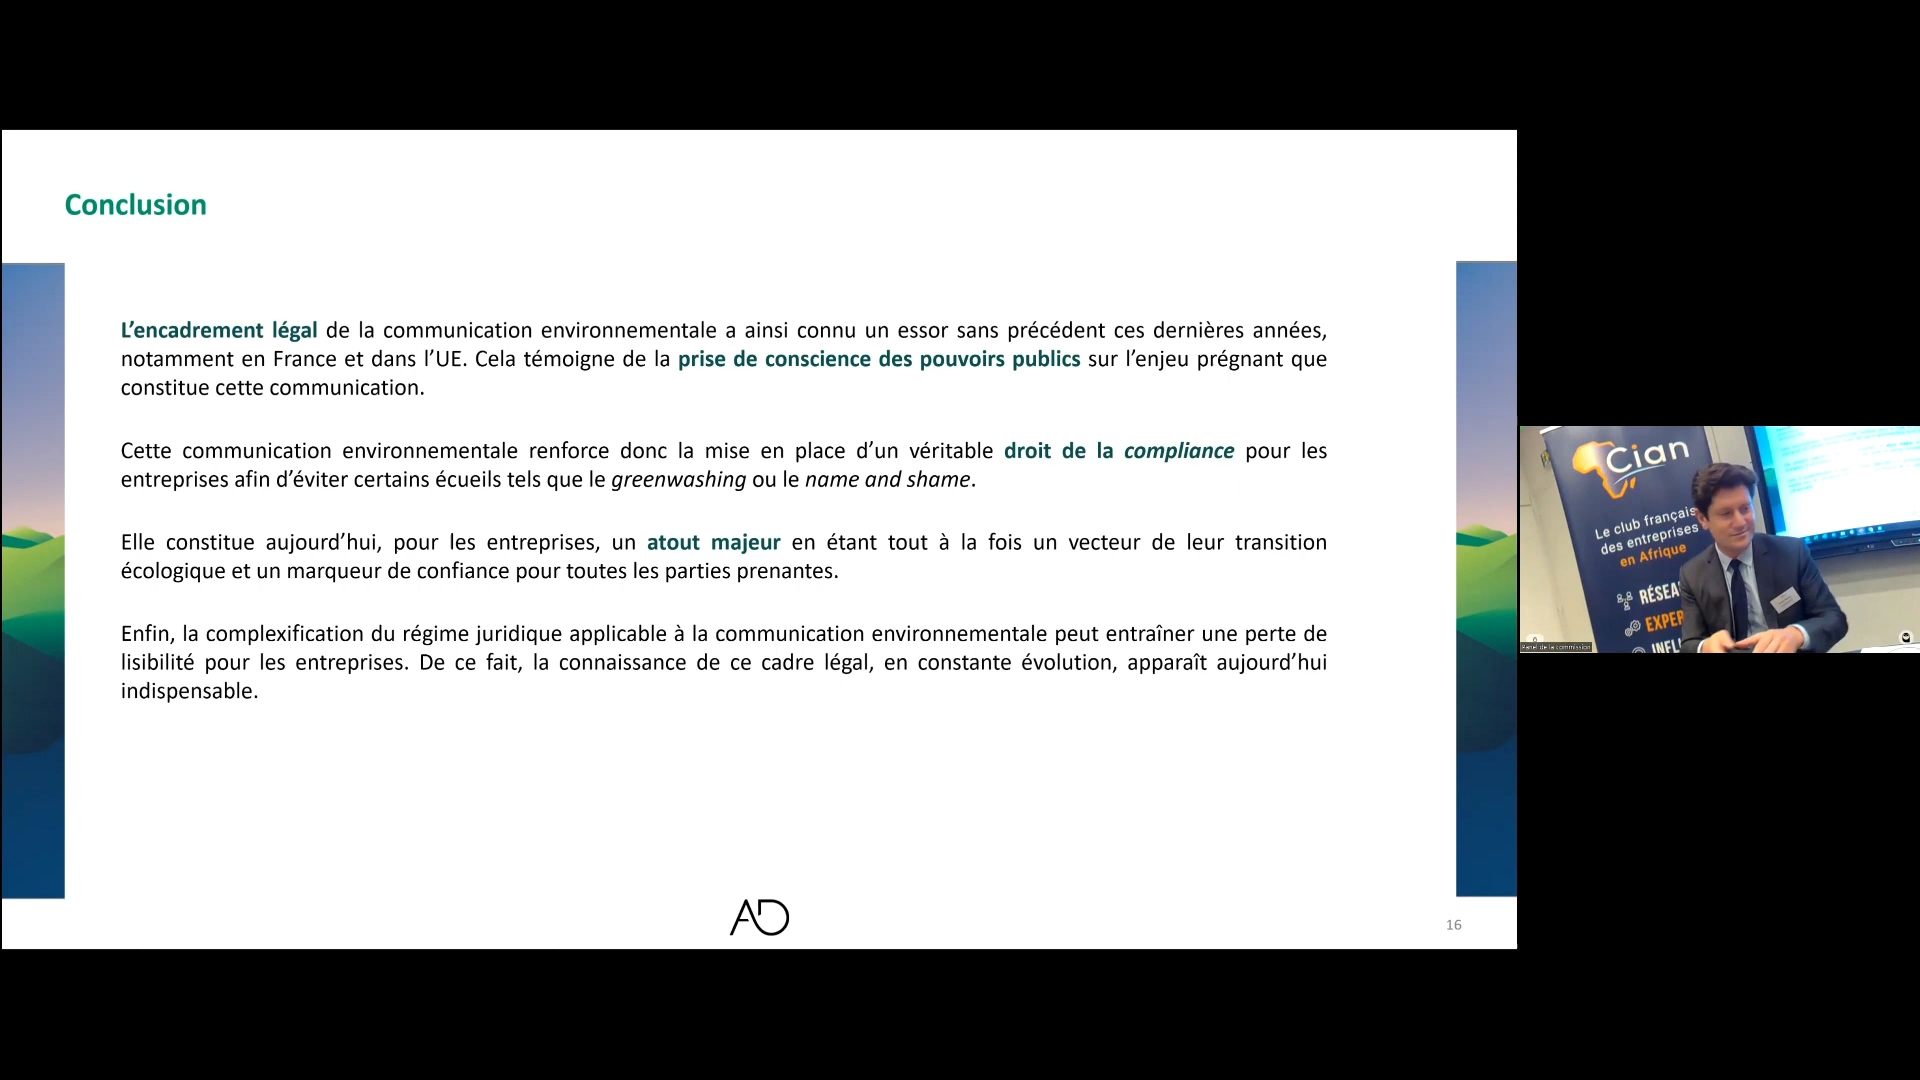 Conclusion
L’encadrement légal de la communication environnementale a ainsi connu un essor sans précédent ces dernières années,
notamment en France et dans l’UE. Cela témoigne de la prise de conscience des pouvoirs publics sur l’enjeu prégnant que
constitue cette communication.
Cette communication environnementale renforce donc la mise en place d’un véritable droit de la compliance pour les
entreprises afin d’éviter certains écueils tels que le greenwashing ou le name and shame.
Elle constitue aujourd’hui, pour les entreprises, un atout majeur en étant tout à la fois un vecteur de leur transition
écologique et un marqueur de confiance pour toutes les parties prenantes.
Enfin, la complexification du régime juridique applicable à la communication environnementale peut entraîner une perte de
lisibilité pour les entreprises. De ce fait, la connaissance de ce cadre légal, en constante évolution, apparaît aujourd’hui
indispensable.
AD
16
Cian
Le club français
des entreprises
en Afrique
RÉSEA
EXPER
INFL
Panel de la commission